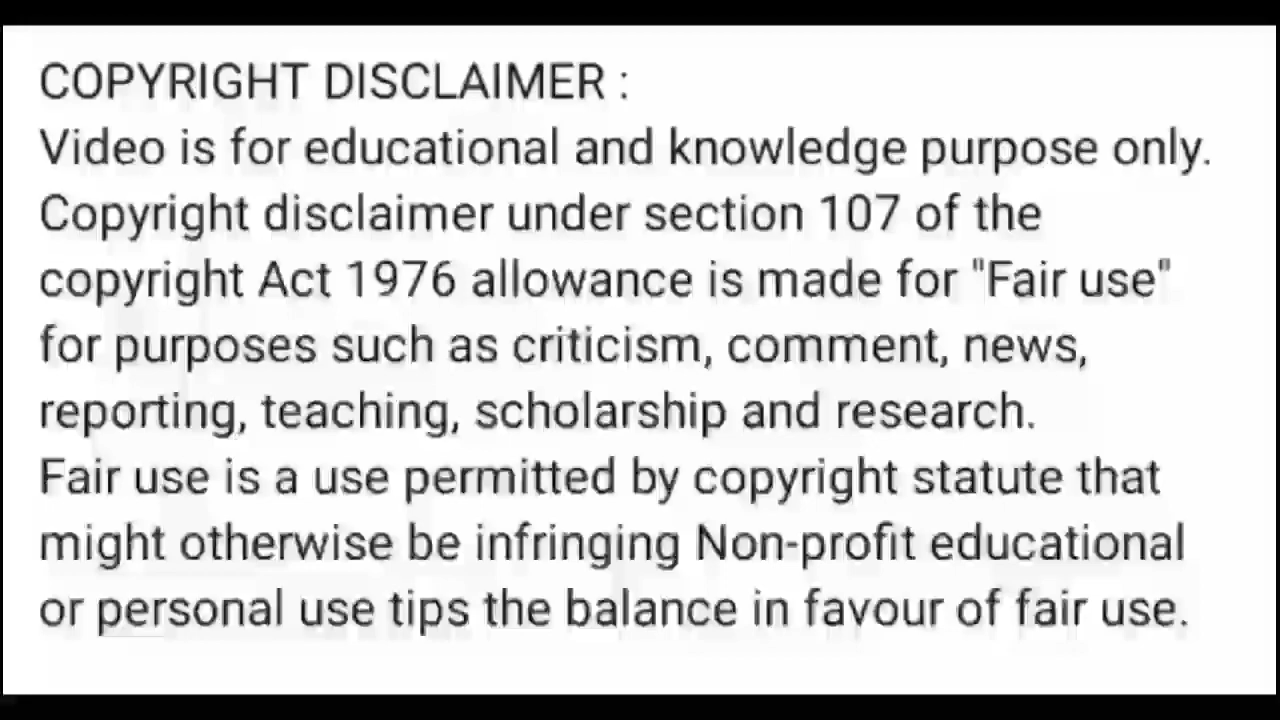 COPYRIGHT DISCLAIMER :
Video is for educational and knowledge purpose only.
Copyright disclaimer under section 107 of the
copyright Act 1976 allowance is made for "Fair use"
for purposes such as criticism, comment, news,
reporting, teaching, scholarship and research.
Fair use is a use permitted by copyright statute that
might otherwise be infringing Non-profit educational
or personal use tips the balance in favour of fair use.